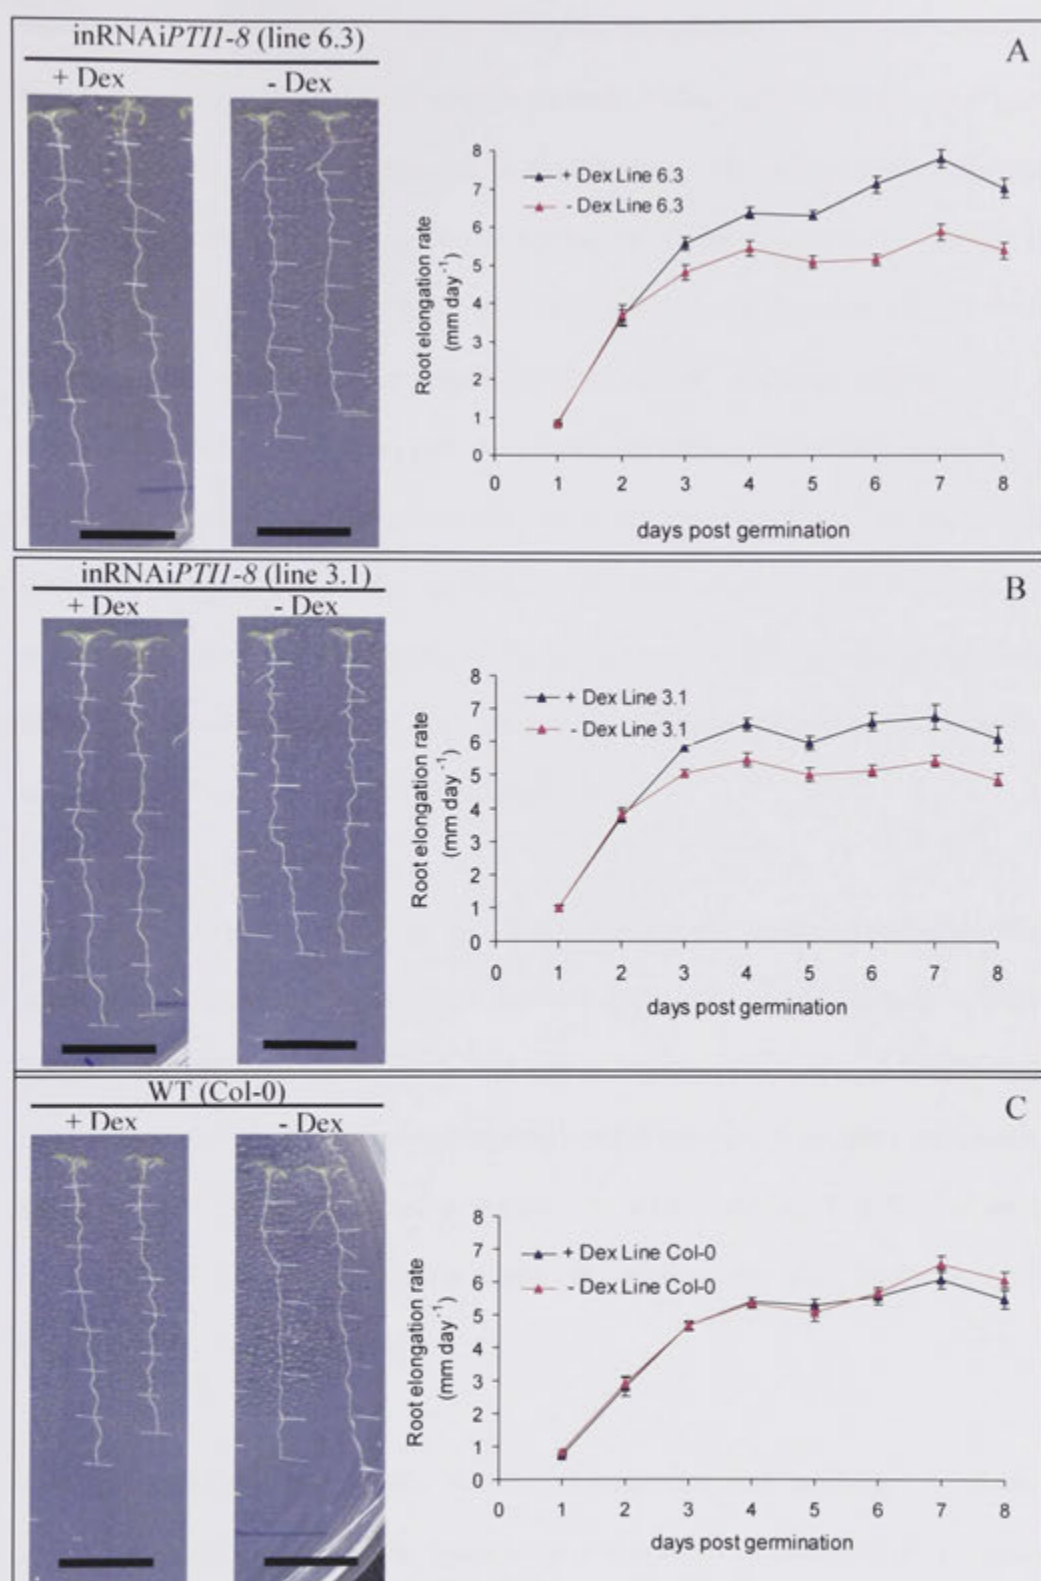 inRNAiPTI1-8 (line 6.3)
A
+ Dex
- Dex
8
7
6
5
4
3
2
1
0
+ Dex Line 6.3
- Dex Line 6.3
Root elongation rate
(mm day⁻¹)
0 1 2 3 4 5 6 7 8
days post germination
inRNAiPTI1-8 (line 3.1)
B
+ Dex
- Dex
8
7
6
5
4
3
2
1
0
+ Dex Line 3.1
- Dex Line 3.1
Root elongation rate
(mm day⁻¹)
0 1 2 3 4 5 6 7 8
days post germination
WT (Col-0)
C
+ Dex
- Dex
8
7
6
5
4
3
2
1
0
+ Dex Line Col-0
- Dex Line Col-0
Root elongation rate
(mm day⁻¹)
0 1 2 3 4 5 6 7 8
days post germination